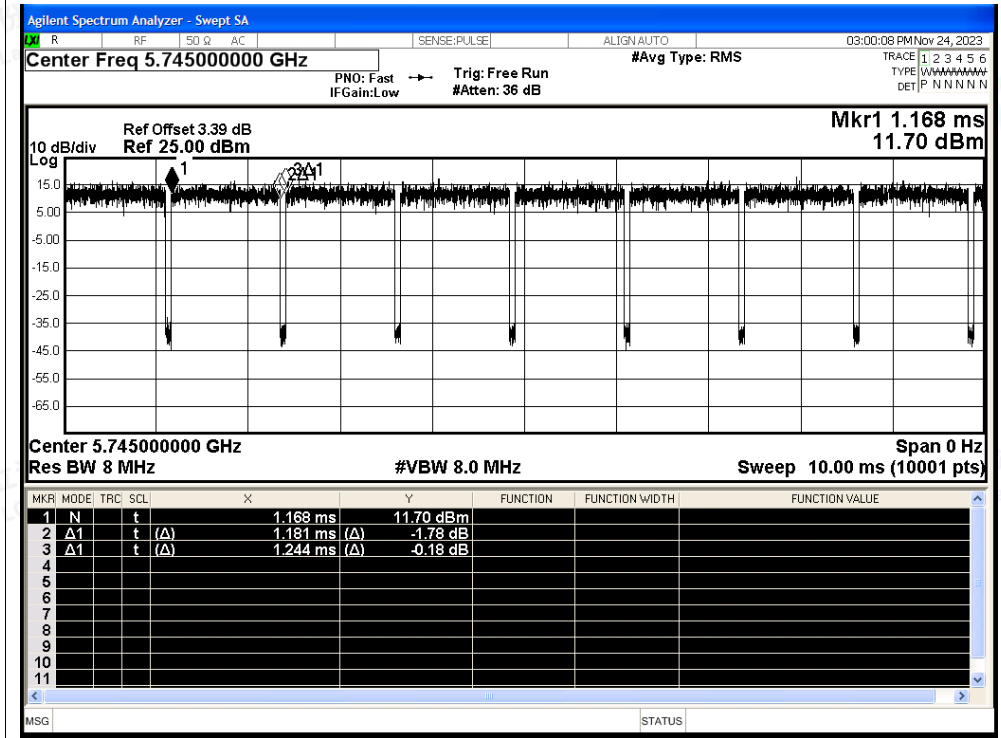 Agilent Spectrum Analyzer - Swept SA
LXI R RF 50 Ω AC SENSE:PULSE ALIGN AUTO 03:00:08 PM Nov 24, 2023
Center Freq 5.745000000 GHz #Avg Type: RMS TRACE 1 2 3 4 5 6
PNO: Fast Trig: Free Run TYPE
IFGain:Low #Atten: 36 dB DET P N N N N N
Mkr1 1.168 ms
Ref Offset 3.39 dB
10 dB/div Ref 25.00 dBm 11.70 dBm
Log
1 2Δ1 3Δ1
15.0
5.00
-5.00
-15.0
-25.0
-35.0
-45.0
-55.0
-65.0
Center 5.745000000 GHz Span 0 Hz
Res BW 8 MHz #VBW 8.0 MHz Sweep 10.00 ms (10001 pts)
MKR MODE TRC SCL X Y FUNCTION FUNCTION WIDTH FUNCTION VALUE
1 N t 1.168 ms 11.70 dBm
2 Δ1 t (Δ) 1.181 ms (Δ) -1.78 dB
3 Δ1 t (Δ) 1.244 ms (Δ) -0.18 dB
4
5
6
7
8
9
10
11
MSG STATUS